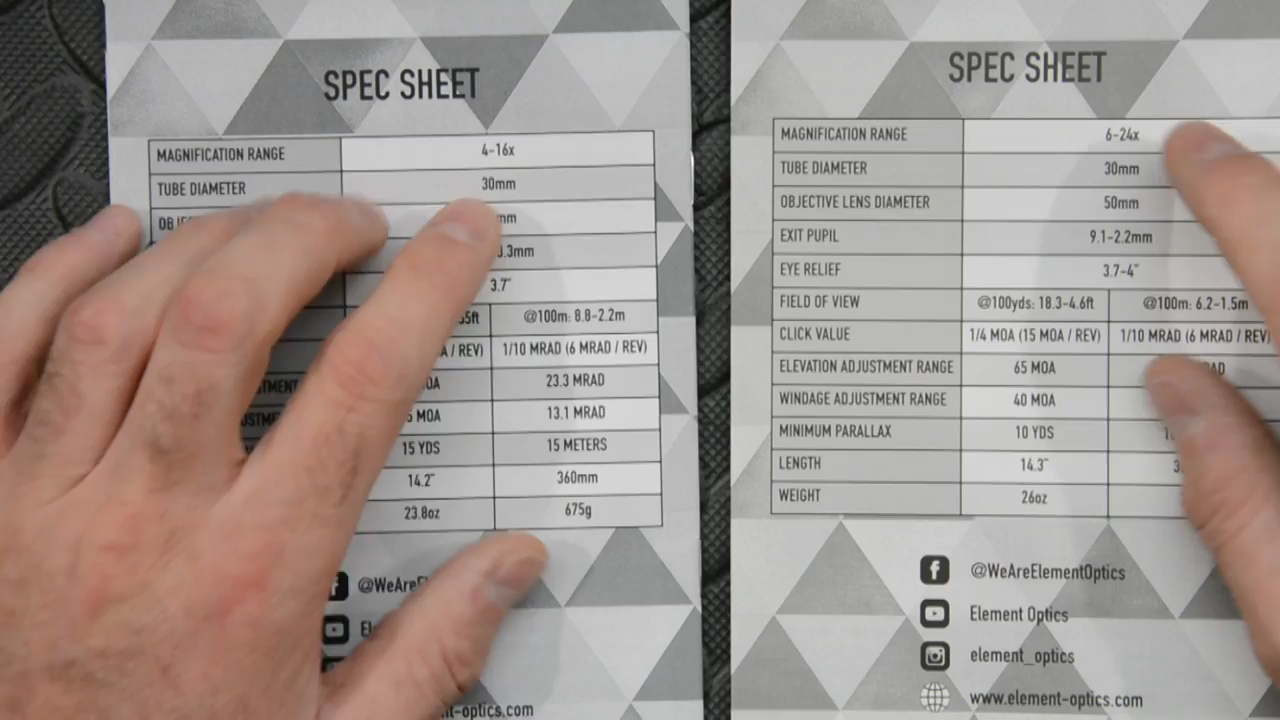 SPEC SHEET
MAGNIFICATION RANGE 4-16x
TUBE DIAMETER 30mm
mm
3.7"
@100m: 8.8-2.2m
/ REV) 1/10 MRAD (6 MRAD / REV)
23.3 MRAD
MOA 13.1 MRAD
15 YDS 15 METERS
14.2" 360mm
23.8oz 675g
@WeAreEl
El
t-optics.com
SPEC SHEET
MAGNIFICATION RANGE 6-24x
TUBE DIAMETER 30mm
OBJECTIVE LENS DIAMETER 50mm
EXIT PUPIL 9.1-2.2mm
EYE RELIEF 3.7-4"
FIELD OF VIEW @100yds: 18.3-4.6ft @100m: 6.2-1.5m
CLICK VALUE 1/4 MOA (15 MOA / REV) 1/10 MRAD (6 MRAD / REV)
ELEVATION ADJUSTMENT RANGE 65 MOA
WINDAGE ADJUSTMENT RANGE 40 MOA
MINIMUM PARALLAX 10 YDS
LENGTH 14.3"
WEIGHT 26oz
@WeAreElementOptics
Element Optics
element_optics
www.element-optics.com